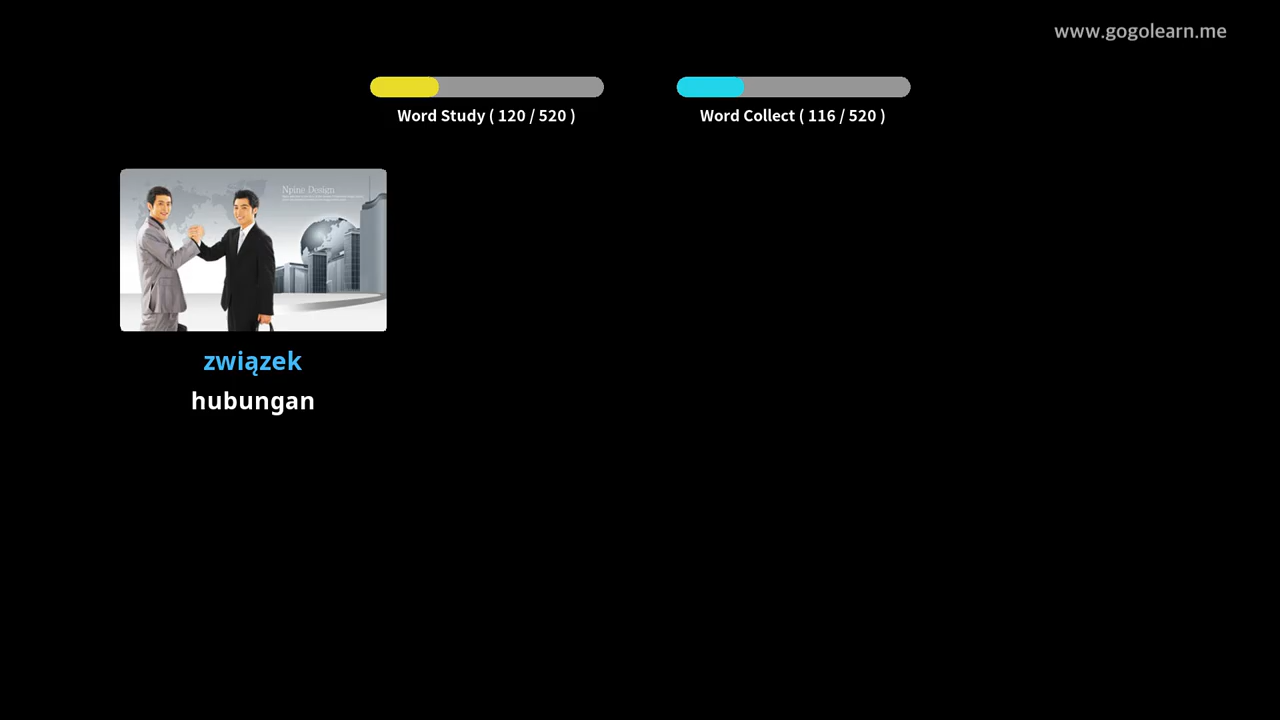 www.gogolearn.me
Word Study ( 120 / 520 )
Word Collect ( 116 / 520 )
Npine Design
związek
hubungan